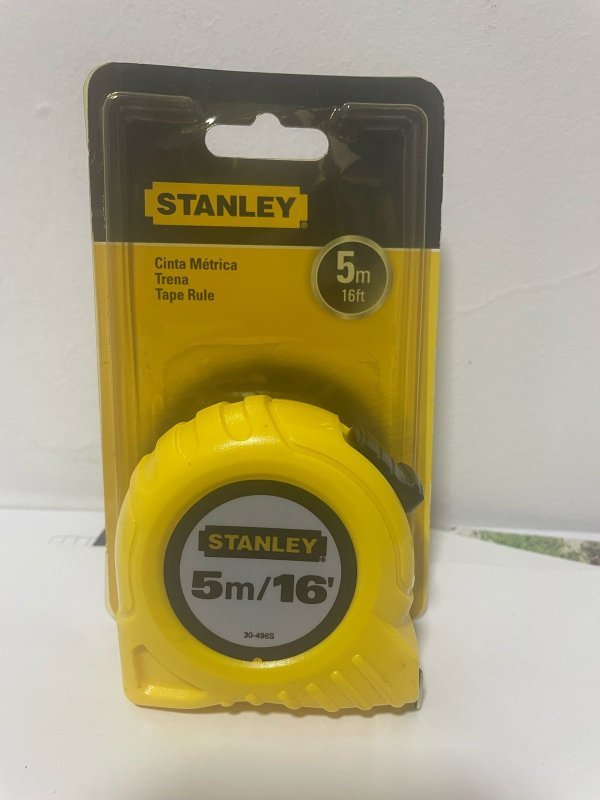 STANLEY
Cinta Métrica
Trena
Tape Rule
5m
16ft
STANLEY
5m/16'
30-496S